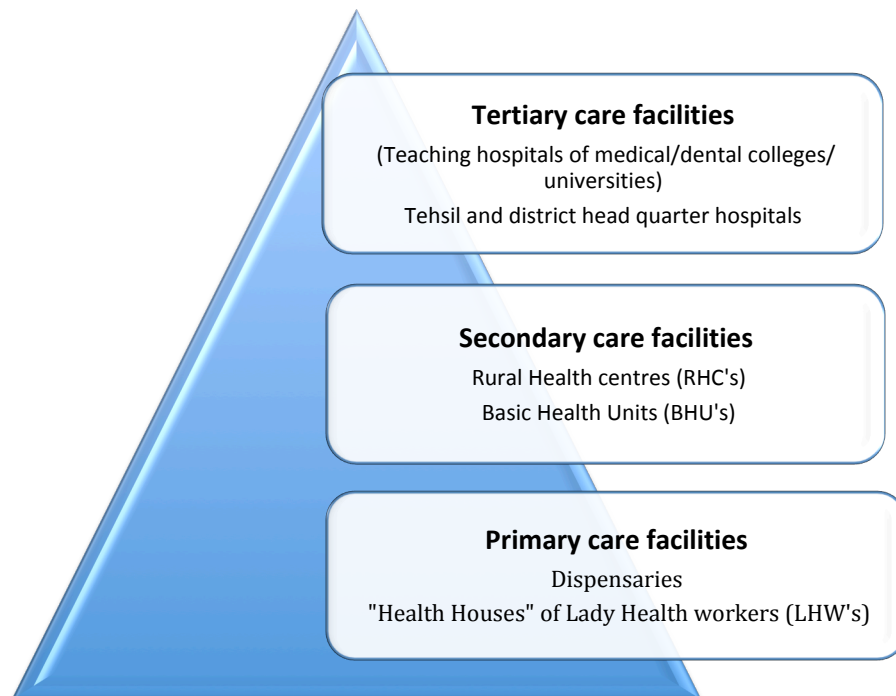 Tertiary care facilities
(Teaching hospitals of medical/dental colleges/
universities)
Tehsil and district head quarter hospitals
Secondary care facilities
Rural Health centres (RHC's)
Basic Health Units (BHU's)
Primary care facilities
Dispensaries
"Health Houses" of Lady Health workers (LHW's)